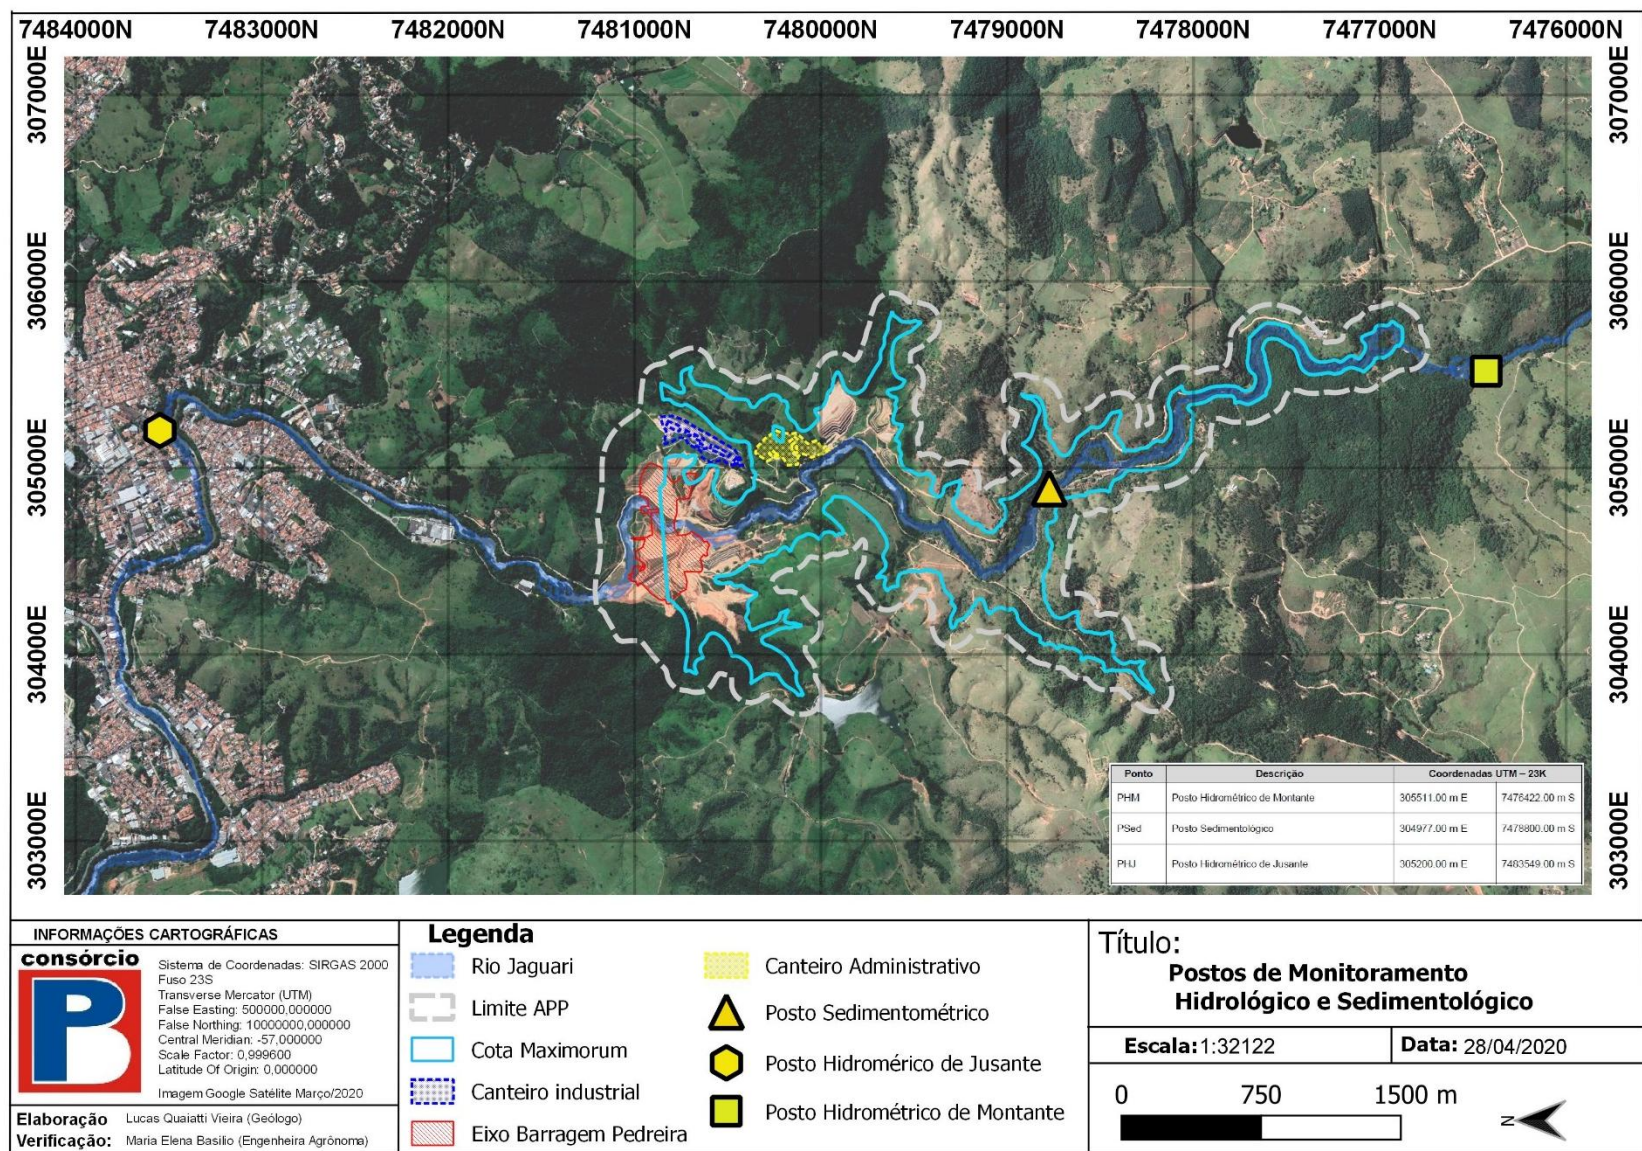 7484000N 7483000N 7482000N 7481000N 7480000N 7479000N 7478000N 7477000N 7476000N
307000E 307000E
306000E 306000E
305000E 305000E
304000E 304000E
303000E 303000E
Ponto Descrição Coordenadas UTM – 23K
PHM Posto Hidrométrico de Montante 305511.00 m E 7476422.00 m S
PSed Posto Sedimentológico 304977.00 m E 7478800.00 m S
PHJ Posto Hidrométrico de Jusante 305200.00 m E 7483549.00 m S
INFORMAÇÕES CARTOGRÁFICAS
consórcio
PB
Sistema de Coordenadas: SIRGAS 2000
Fuso 23S
Transverse Mercator (UTM)
False Easting: 500000,000000
False Northing: 10000000,000000
Central Meridian: -57,000000
Scale Factor: 0,999600
Latitude Of Origin: 0,000000
Imagem Google Satélite Março/2020
Elaboração Lucas Quaiatti Vieira (Geólogo)
Verificação: Maria Elena Basilio (Engenheira Agrônoma)
Legenda
Rio Jaguari
Limite APP
Cota Maximorum
Canteiro industrial
Eixo Barragem Pedreira
Canteiro Administrativo
Posto Sedimentométrico
Posto Hidromérico de Jusante
Posto Hidrométrico de Montante
Título:
Postos de Monitoramento
Hidrológico e Sedimentológico
Escala:1:32122
Data: 28/04/2020
0 750 1500 m
N